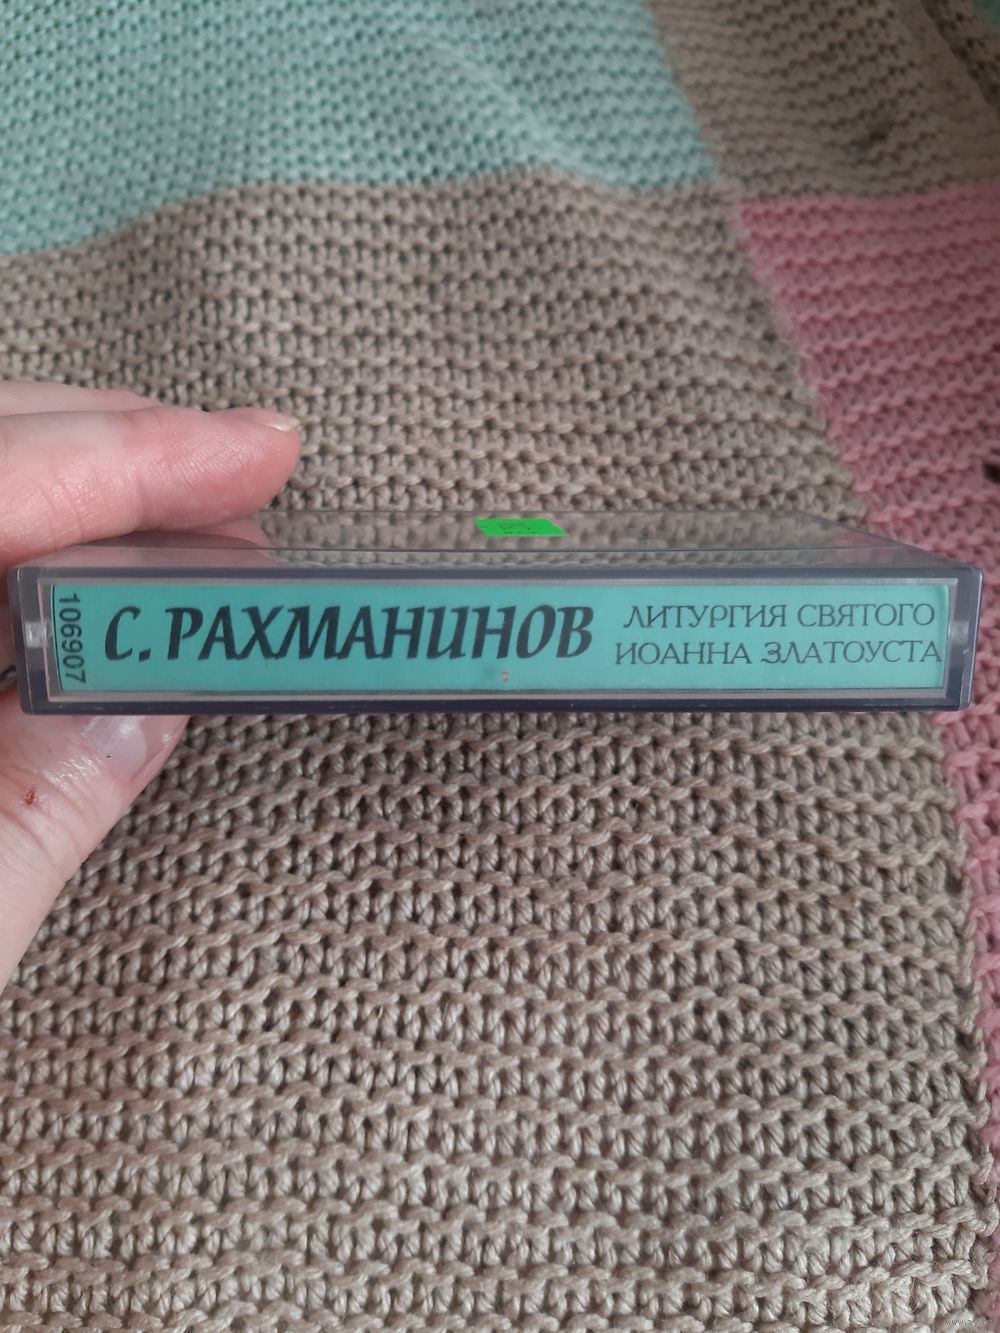 106907
С. РАХМАНИНОВ
ЛИТУРГИЯ СВЯТОГО
ИОАННА ЗЛАТОУСТА